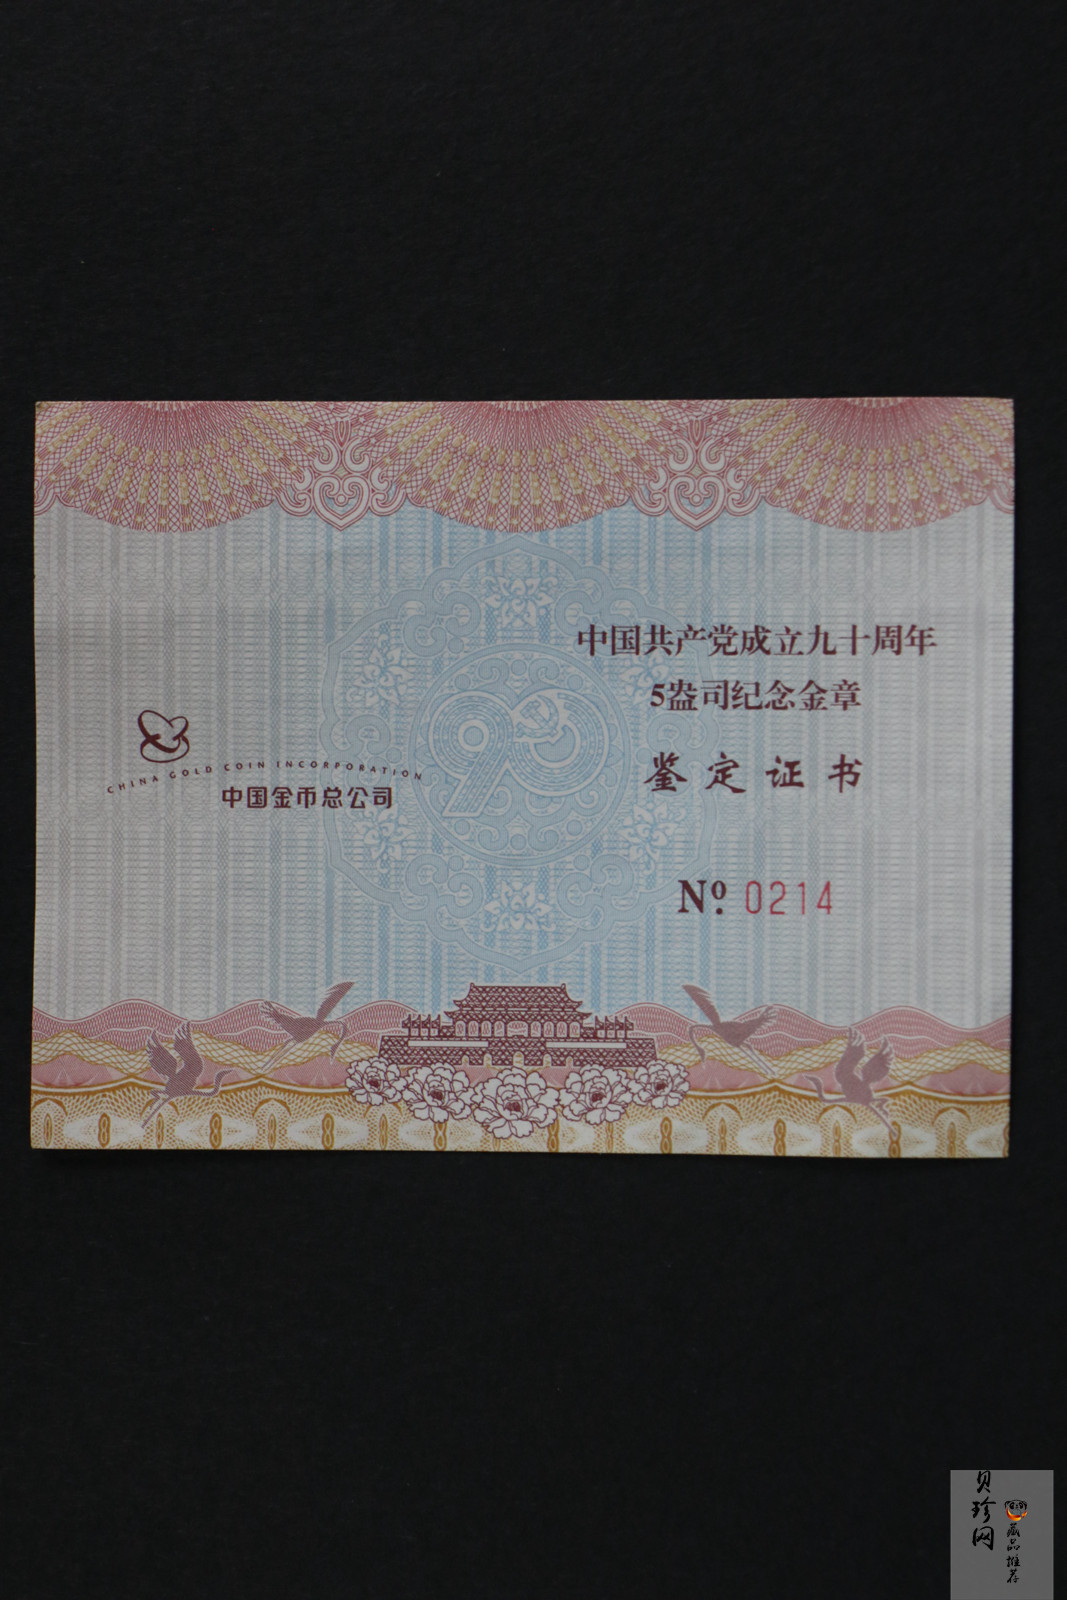 中国共产党成立九十周年
5盎司纪念金章
鉴定证书
CHINA GOLD COIN INCORPORATION
中国金币总公司
Nº. 0214
90
贝珍网
藏品推荐